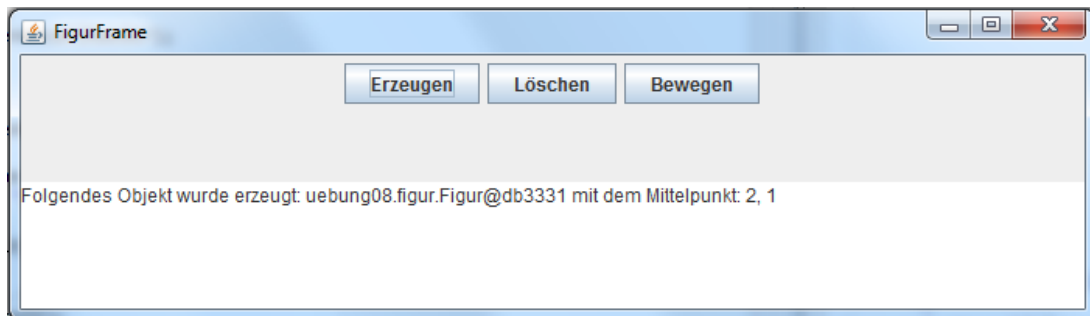 FigurFrame
Erzeugen Löschen Bewegen
Folgendes Objekt wurde erzeugt: uebung08.figur.Figur@db3331 mit dem Mittelpunkt: 2, 1